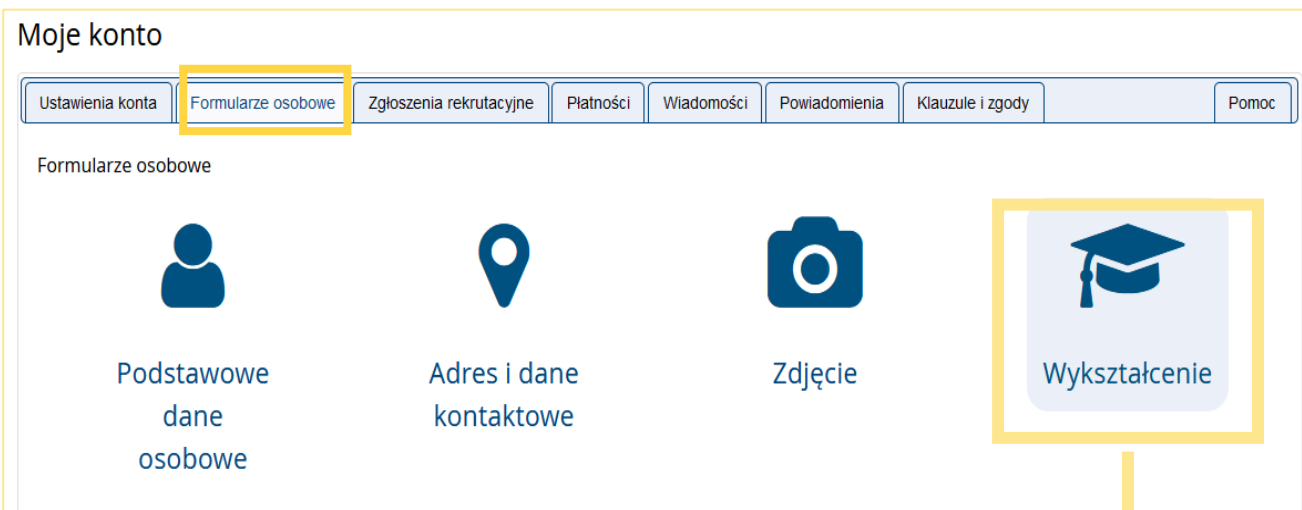 Moje konto
Ustawienia konta Formularze osobowe Zgłoszenia rekrutacyjne Płatności Wiadomości Powiadomienia Klauzule i zgody Pomoc
Formularze osobowe
Podstawowe dane osobowe
Adres i dane kontaktowe
Zdjęcie
Wykształcenie